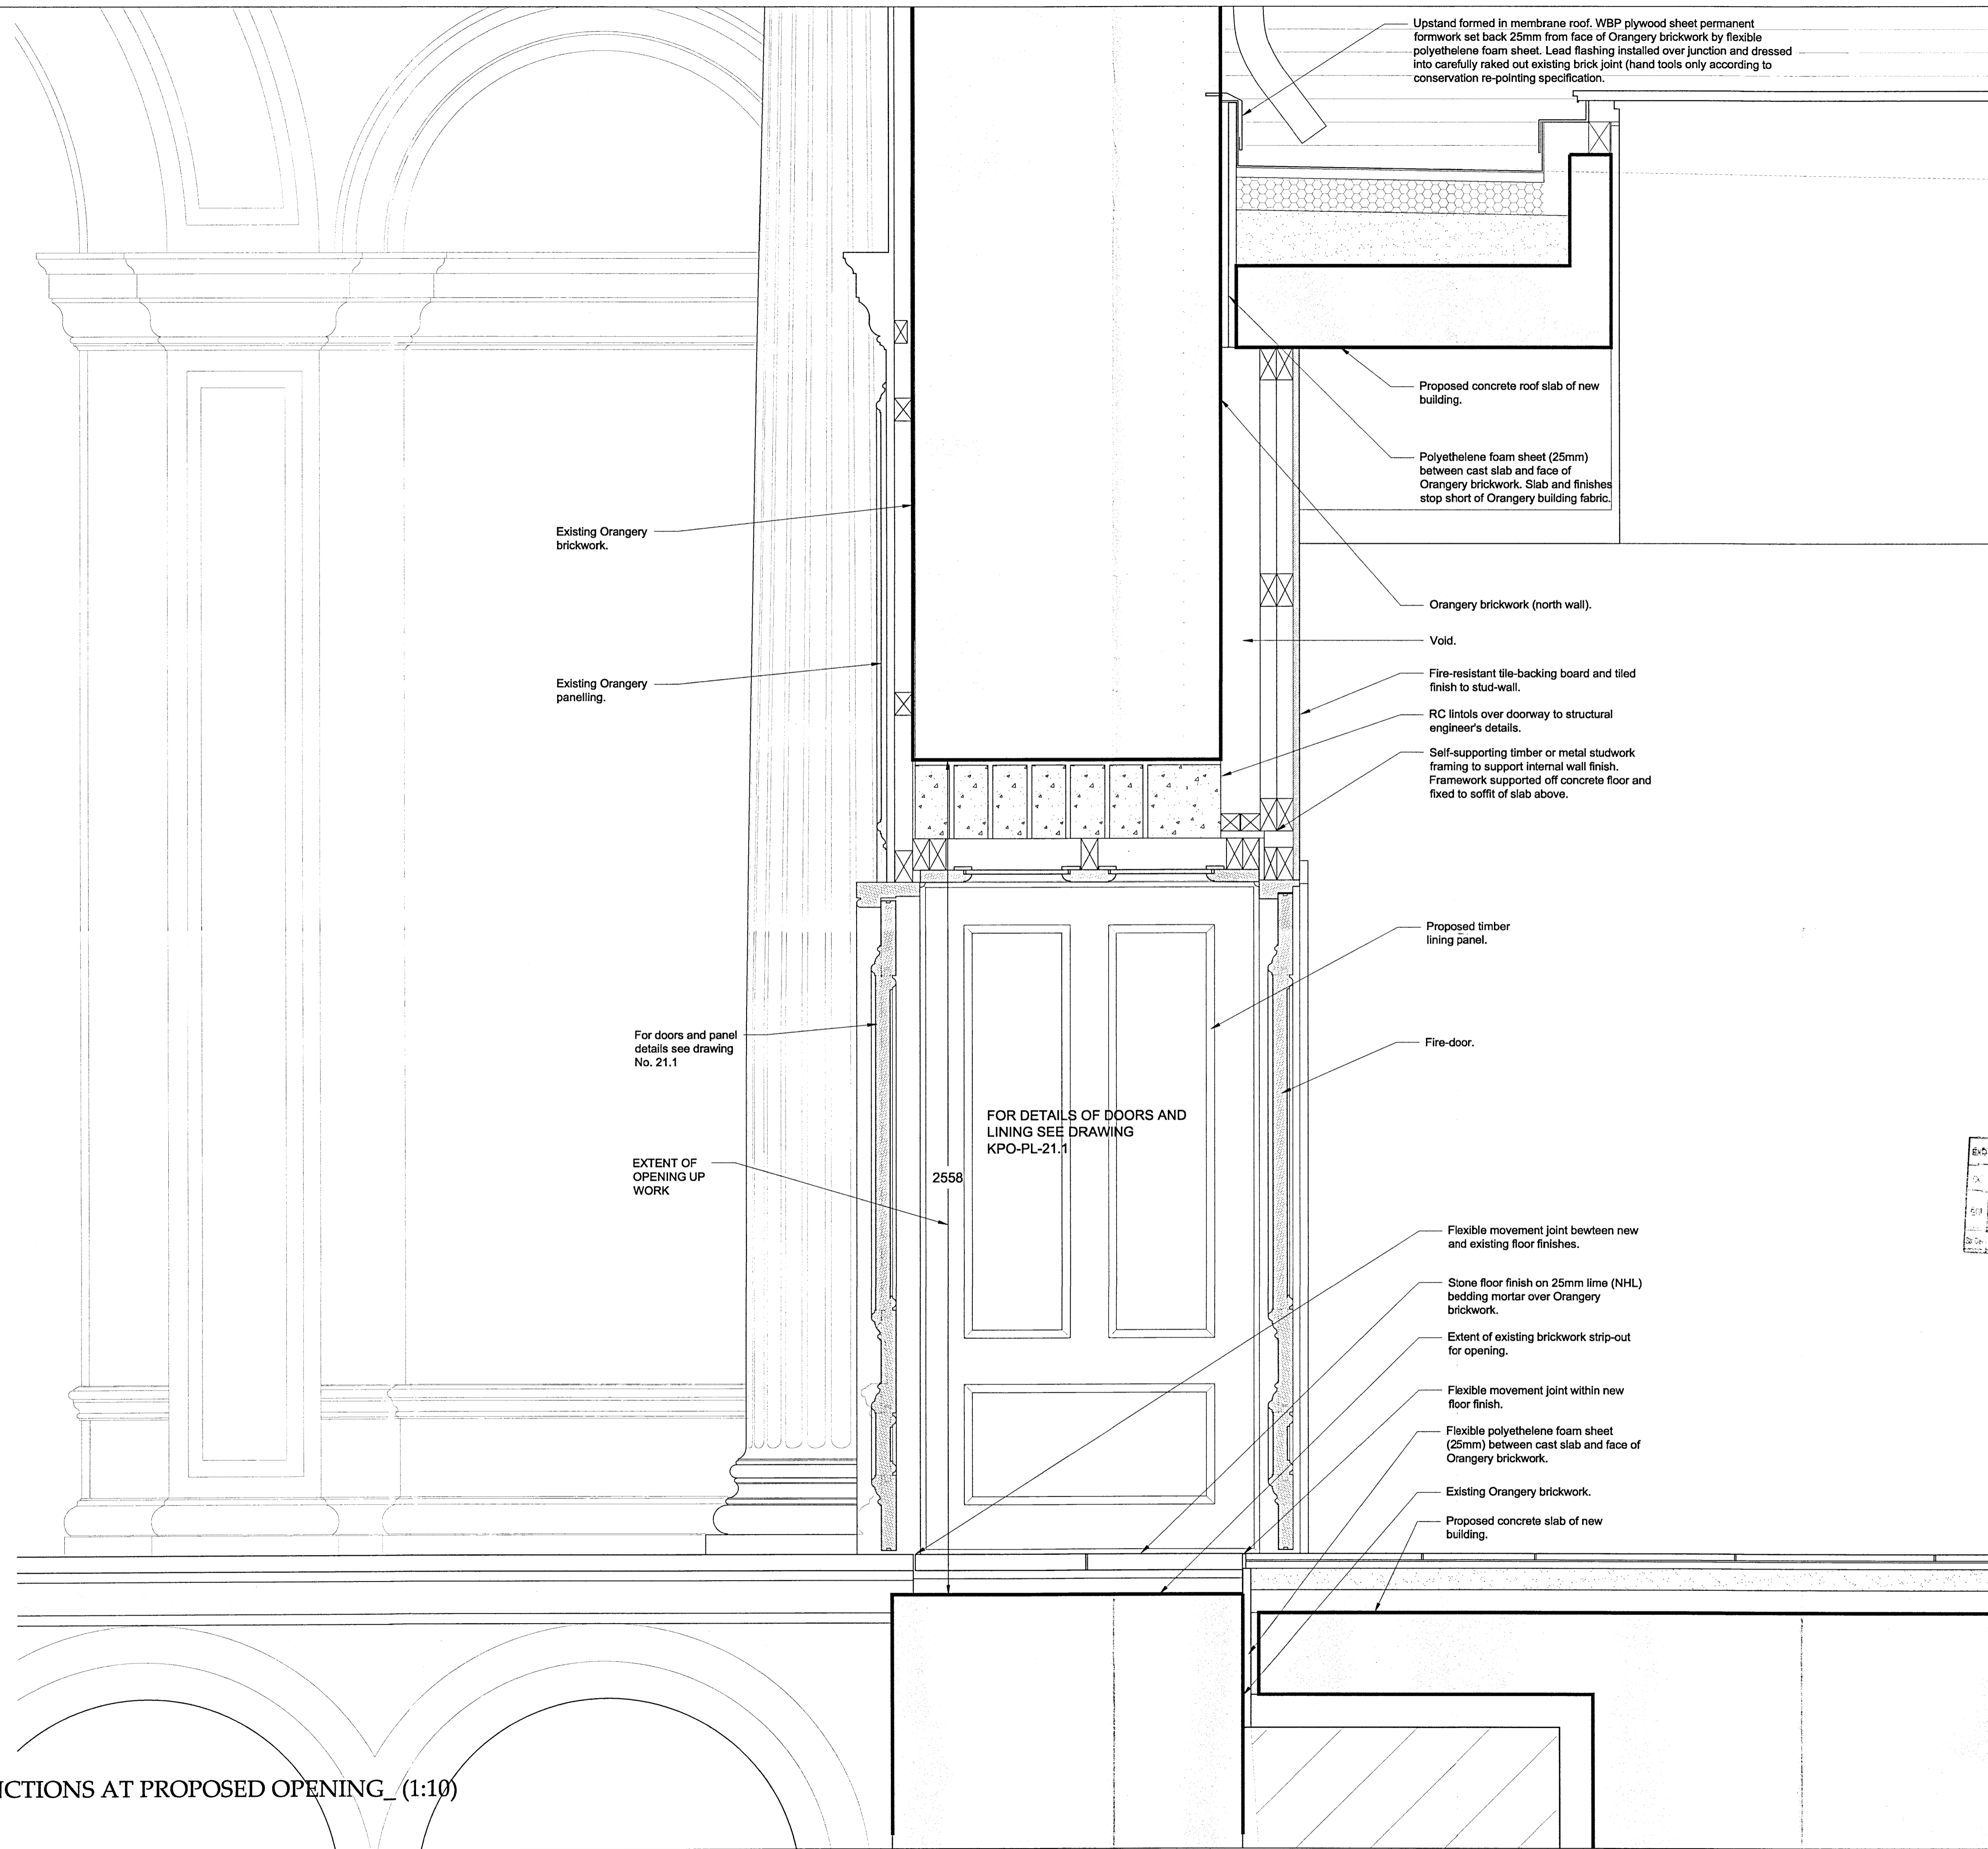 Upstand formed in membrane roof. WBP plywood sheet permanent
formwork set back 25mm from face of Orangery brickwork by flexible
polyethelene foam sheet. Lead flashing installed over junction and dressed
into carefully raked out existing brick joint (hand tools only according to
conservation re-pointing specification.
Proposed concrete roof slab of new
building.
Polyethelene foam sheet (25mm)
between cast slab and face of
Orangery brickwork. Slab and finishes
stop short of Orangery building fabric.
Existing Orangery
brickwork.
Orangery brickwork (north wall).
Void.
Existing Orangery
panelling.
Fire-resistant tile-backing board and tiled
finish to stud-wall.
RC lintols over doorway to structural
engineer's details.
Self-supporting timber or metal studwork
framing to support internal wall finish.
Framework supported off concrete floor and
fixed to soffit of slab above.
Proposed timber
lining panel.
For doors and panel
details see drawing
No. 21.1
Fire-door.
FOR DETAILS OF DOORS AND
LINING SEE DRAWING
KPO-PL-21.1
EXTENT OF
OPENING UP
WORK
2558
Flexible movement joint bewteen new
and existing floor finishes.
Stone floor finish on 25mm lime (NHL)
bedding mortar over Orangery
brickwork.
Extent of existing brickwork strip-out
for opening.
Flexible movement joint within new
floor finish.
Flexible polyethelene foam sheet
(25mm) between cast slab and face of
Orangery brickwork.
Existing Orangery brickwork.
Proposed concrete slab of new
building.
NCTIONS AT PROPOSED OPENING_ (1:10)